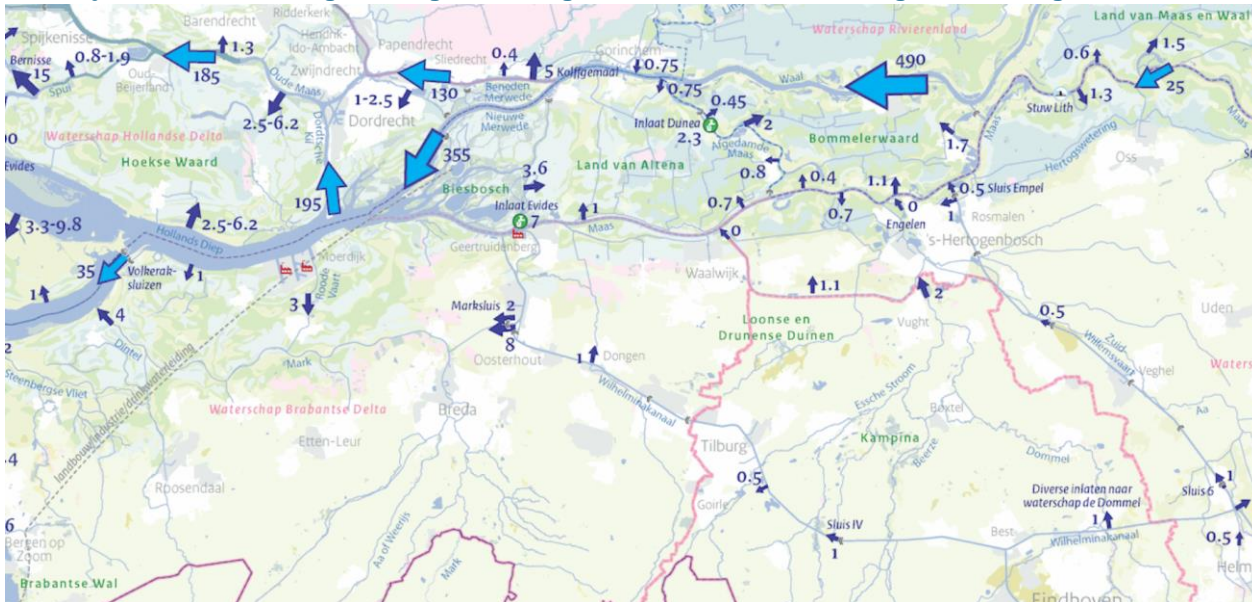 Barendrecht
Ridderkerk
Spijkenisse
Bernisse
15
0.8-1.9
185
1.3
Oud-
Beijerland
Spui
Hendrik-
Ido-Ambacht
Zwijndrecht
Papendrecht
Sliedrecht
0.4
5
Kolffgemaal
Gorinchem
0.75
0.75
Waterschap Rivierenland
Land van Maas en Waal
Waal
490
0.6
1.5
1.3
25
Stuw Lith
Maas
Maas
Oude Maas
130
1-2.5
Dordrecht
Beneden
Merwede
Nieuwe
Merwede
0.45
Inlaat Dunea
2.3
2
Afgedamde
Maas
Bommelerwaard
1.7
Hertogswetering
Oss
2.5-6.2
Waterschap Hollandse Delta
Hoekse Waard
Dordtsche
Kil
355
Land van Altena
0.8
Evides
195
Biesbosch
3.6
Inlaat Evides
7
0.4
1.1
0.5
Sluis Empel
0.7
0.7
0
1
Rosmalen
Engelen
's-Hertogenbosch
3.3-9.8
Hollands Diep
2.5-6.2
1
Maas
0
Geertruidenberg
Moerdijk
35
Volkerak-
sluizen
1
1
4
Roode
Vaart
3
Waalwijk
1.1
2
Vught
Loonse en
Drunense Duinen
Marksluis
2
8
Oosterhout
1
Dongen
0.5
Zuid-
Willemsvaart
Uden
Veghel
2
Dintel
Mark
Wilhelminakanaal
Steenbergse Vliet
landbouw/industrie/drinkwaterleiding
Waterschap Brabantse Delta
Breda
Essche Stroom
Boxtel
Aa
Etten-Leur
Tilburg
Kampina
Beerze
Dommel
Roosendaal
0.5
Goirle
Diverse inlaten naar
waterschap de Dommel
1
Sluis 6
Sluis IV
1
Best
1
Wilhelminakanaal
0.5
Bergen op
Zoom
Aa of Weerijs
Mark
Brabantse Wal
Eindhoven